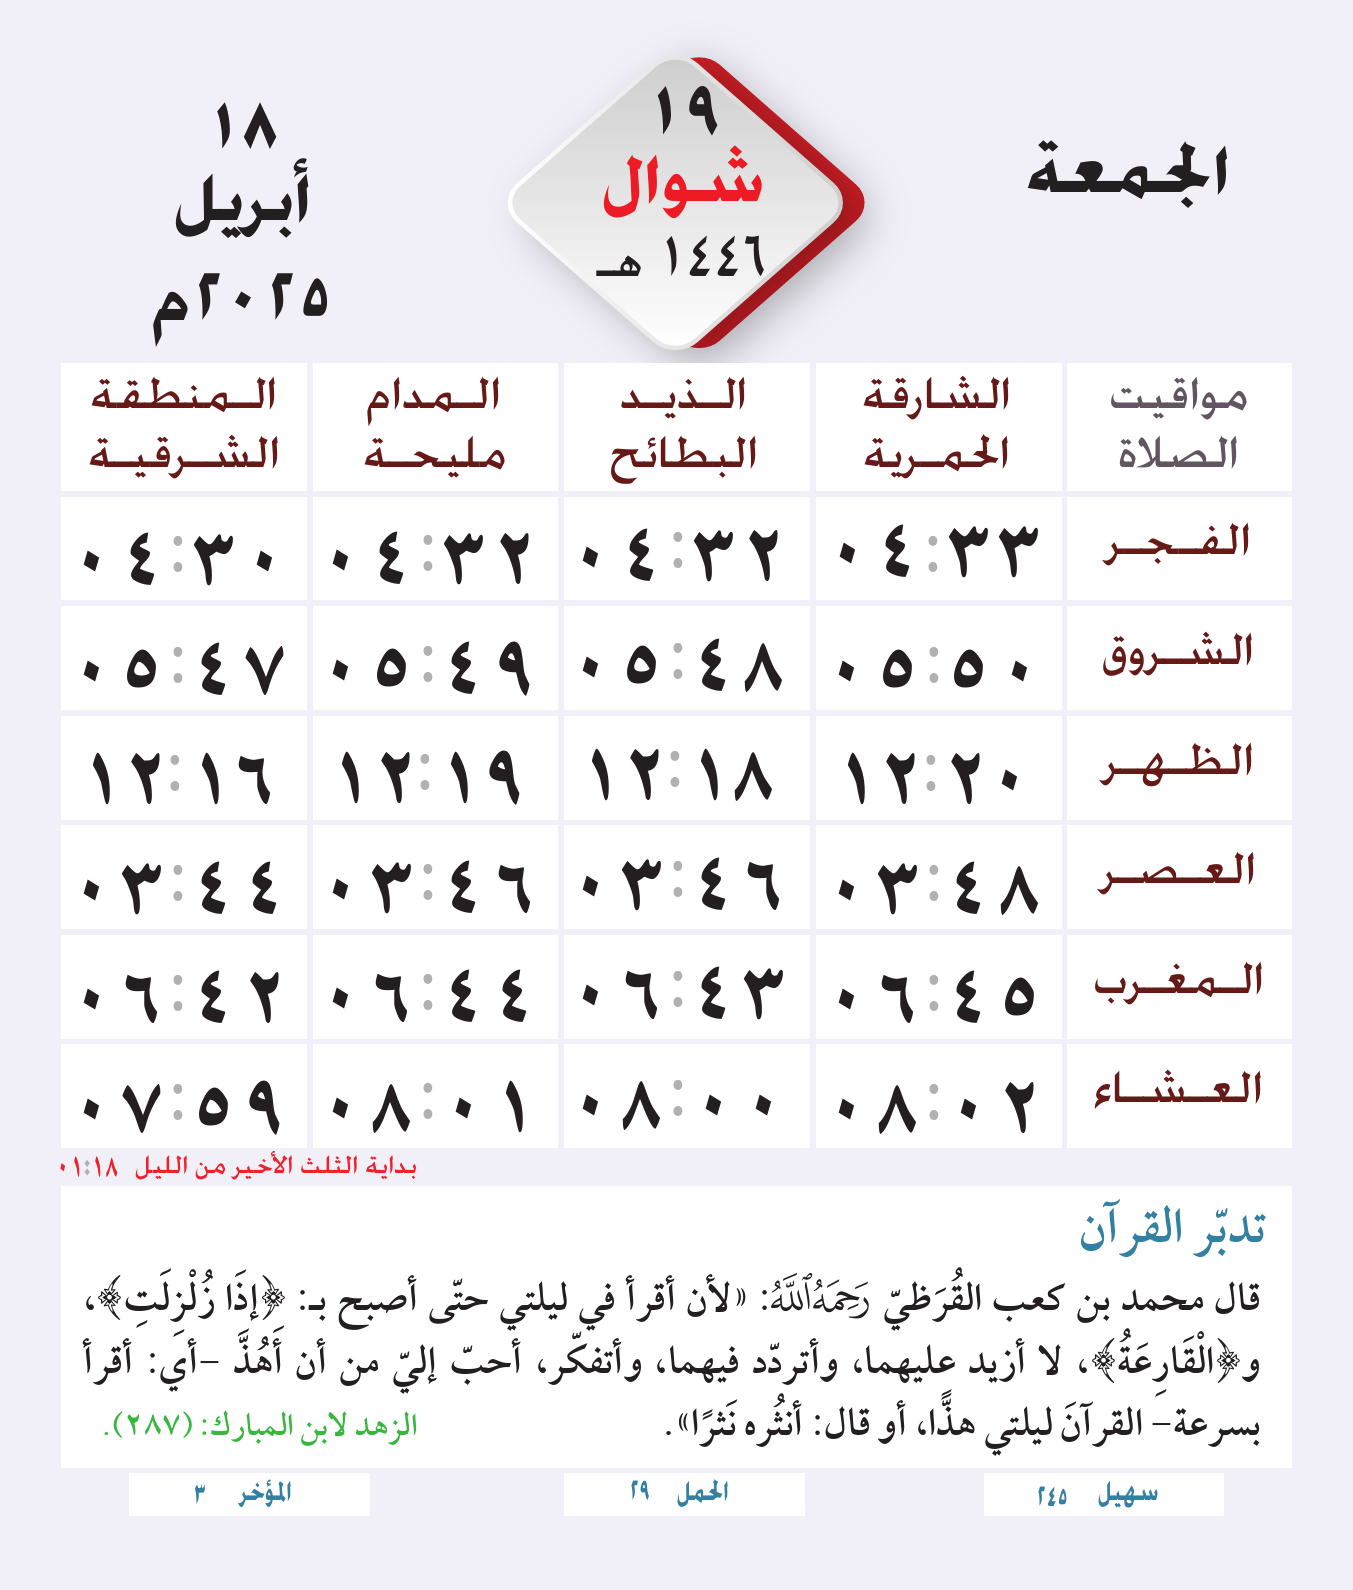 الجمعة
١٩
شوال
١٤٤٦ هـ
١٨
أبريل
٢٠٢٥م
مواقيت الصلاة | الشارقة الحمرية | الذيد البطائح | المدام مليحة | المنطقة الشرقية
الفجر ٠٤:٣٣ ٠٤:٣٢ ٠٤:٣٢ ٠٤:٣٠
الشروق ٠٥:٥٠ ٠٥:٤٨ ٠٥:٤٩ ٠٥:٤٧
الظهر ١٢:٢٠ ١٢:١٨ ١٢:١٩ ١٢:١٦
العصر ٠٣:٤٨ ٠٣:٤٦ ٠٣:٤٦ ٠٣:٤٤
المغرب ٠٦:٤٥ ٠٦:٤٣ ٠٦:٤٤ ٠٦:٤٢
العشاء ٠٨:٠٢ ٠٨:٠٠ ٠٨:٠١ ٠٧:٥٩
بداية الثلث الأخير من الليل ٠١:١٨
تدبّر القرآن
قال محمد بن كعب القُرَظيّ رَحِمَهُ اللَّهُ: «لأن أقرأ في ليلتي حتّى أصبح بـ: ﴿إِذَا زُلْزِلَتِ﴾،
و﴿الْقَارِعَةُ﴾، لا أزيد عليهما، وأتردّد فيهما، وأتفكّر، أحبّ إليّ من أن أَهُذَّ –أي: أقرأ
بسرعة– القرآنَ ليلتي هذًّا، أو قال: أنثُره نَثرًا».
الزهد لابن المبارك: (٢٨٧).
سهيل ٢٤٥
الحمل ٢٩
المؤخر ٣